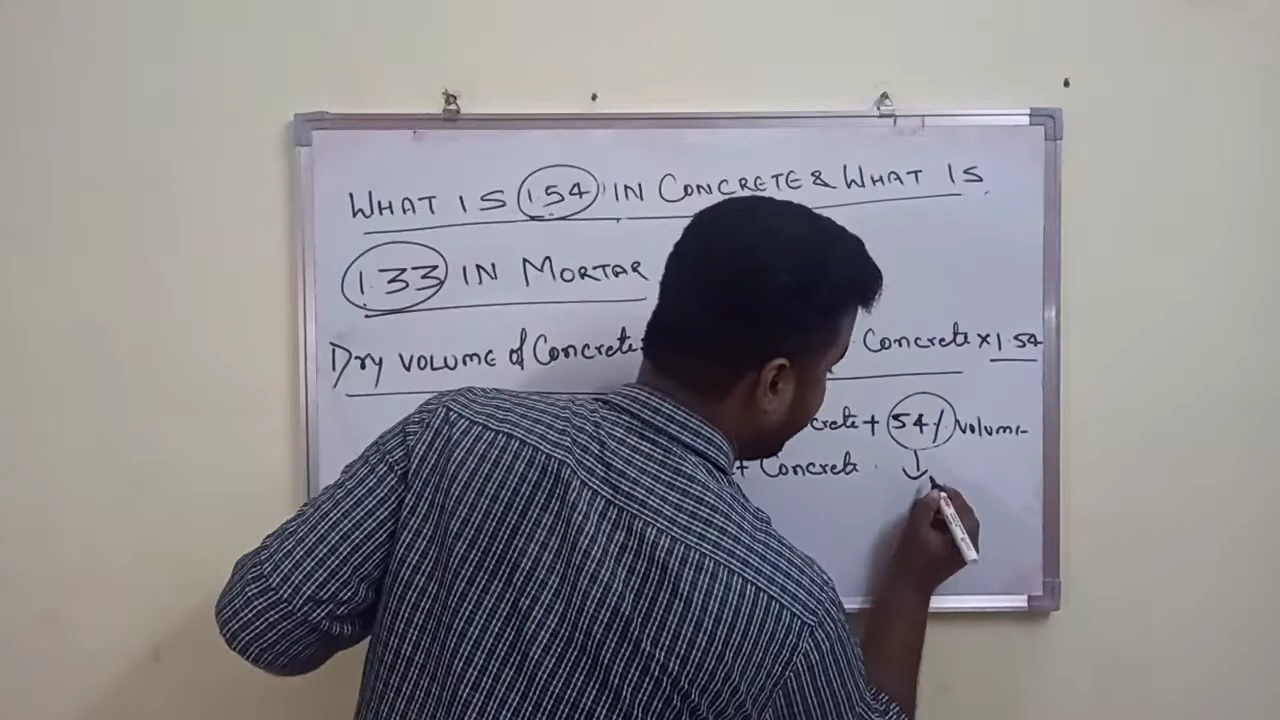 WHAT IS 1.54 IN CONCRETE & WHAT IS
1.33 IN MORTAR
Dry VOLUME of Concrete Concrete × 1.54
crete + 54% volume
+ Concrete